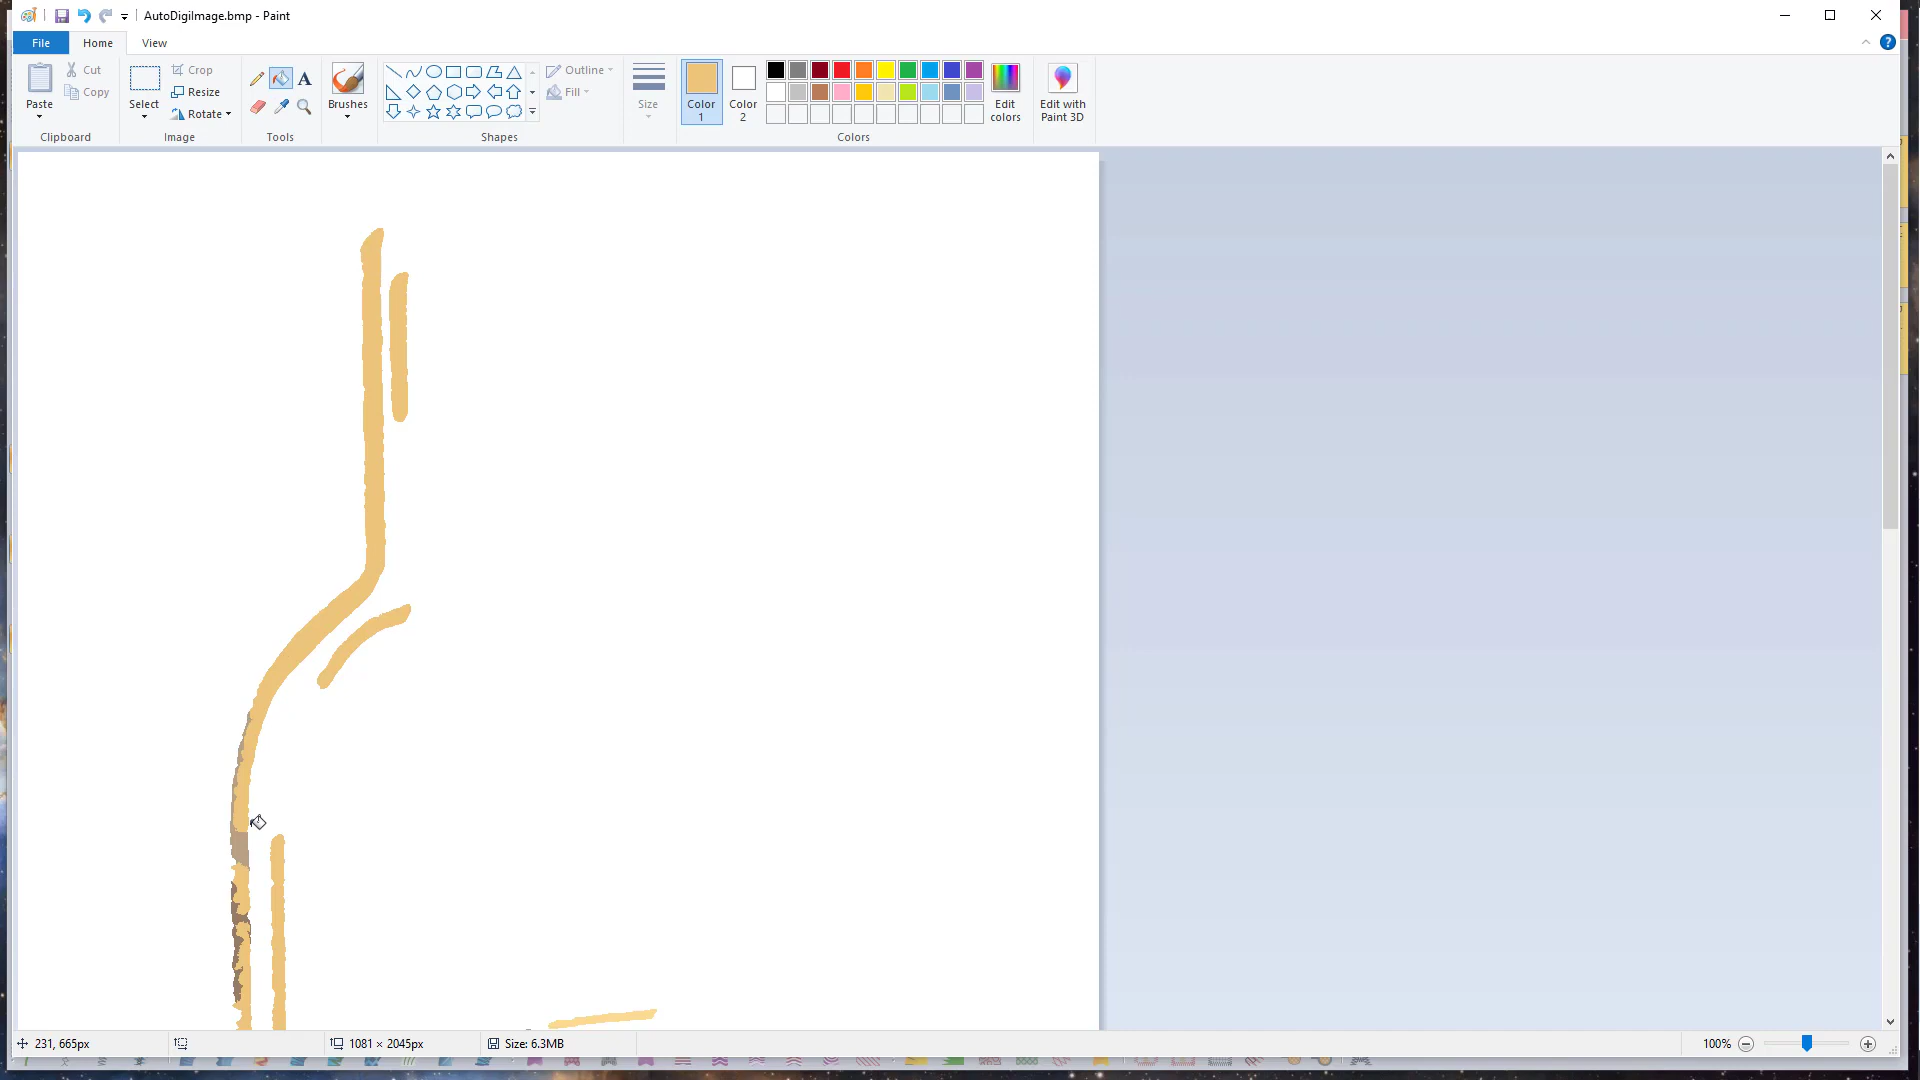 AutoDigiImage.bmp - Paint
File
Home
View
Paste
Cut
Copy
Clipboard
Select
Crop
Resize
Rotate
Image
Tools
Brushes
Outline
Fill
Shapes
Size
Color
1
Color
2
Colors
Edit
colors
Edit with
Paint 3D
231, 665px
1081 × 2045px
Size: 6.3MB
100%